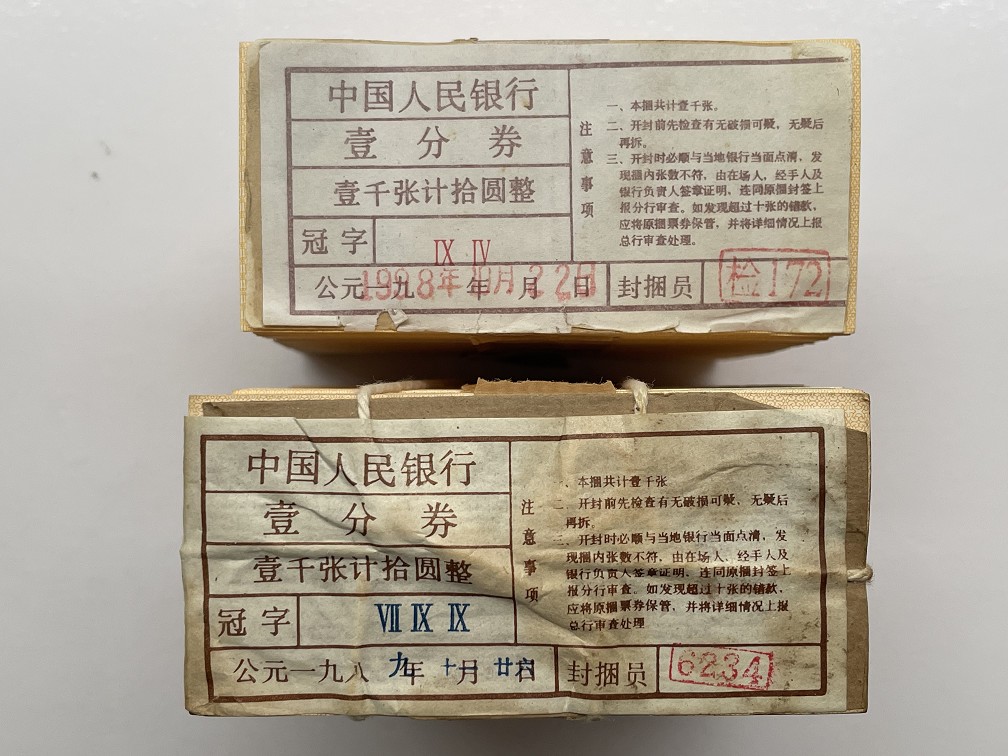 中国人民银行
壹分券
壹千张计拾圆整
冠字 IX IV
公元一九 年 月 日 封捆员 检172
1998年 月22日
注意事项
一、本捆共计壹千张。
二、开封前先检查有无破损可疑，无疑后
再拆。
三、开封时必顺与当地银行当面点清，发
现捆内张数不符，由在场人，经手人及
银行负责人签章证明，连同原捆封签上
报分行审查。如发现超过十张的错款，
应将原捆票券保管，并将详细情况上报
总行审查处理。
中国人民银行
壹分券
壹千张计拾圆整
冠字 VII IX IX
公元一九八九年十月廿 日 封捆员 6234
注意事项
一、本捆共计壹千张
二、开封前先检查有无破损可疑，无疑后
再拆，
三、开封时必顺与当地银行当面点清，发
现捆内张数不符，由在场人、经手人及
银行负责人签章证明、连同原捆封签上
报分行审查。如发现超过十张的错款，
应将原捆票券保管，并将详细情况上报
总行审查处理